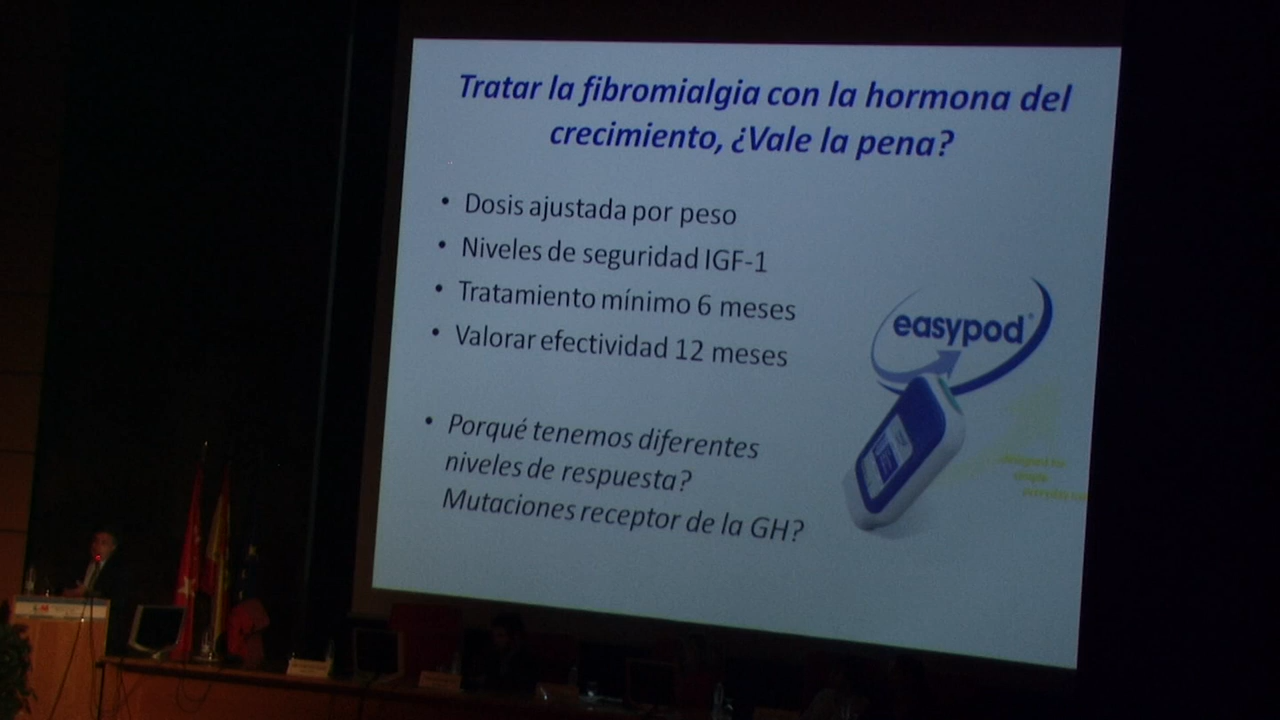 Tratar la fibromialgia con la hormona del
crecimiento, ¿Vale la pena?
• Dosis ajustada por peso
• Niveles de seguridad IGF-1
• Tratamiento mínimo 6 meses
• Valorar efectividad 12 meses
• Porqué tenemos diferentes
niveles de respuesta?
Mutaciones receptor de la GH?
easypod®